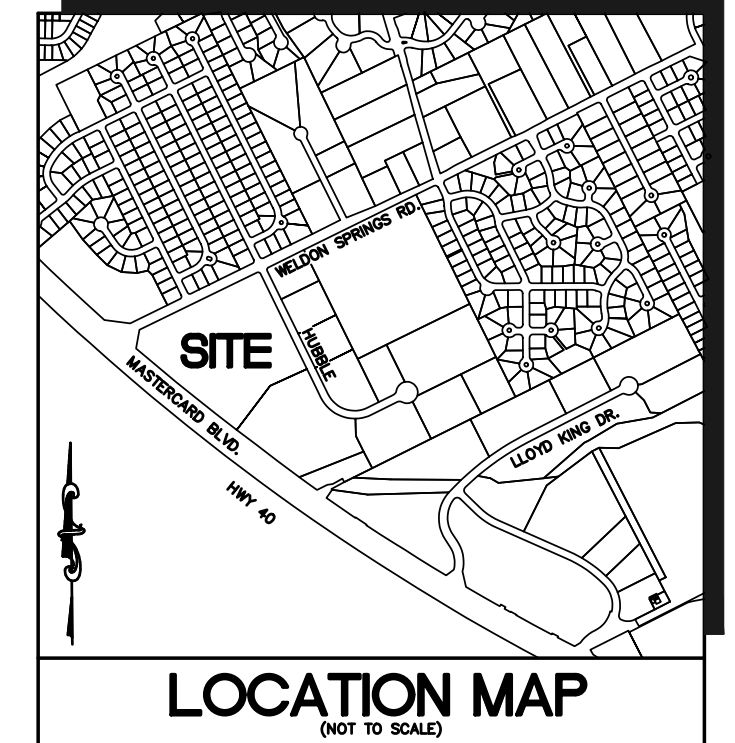 WELDON SPRINGS RD.
SITE
HUBBLE
MASTERCARD BLVD.
LLOYD KING DR.
HWY 40
LOCATION MAP
(NOT TO SCALE)